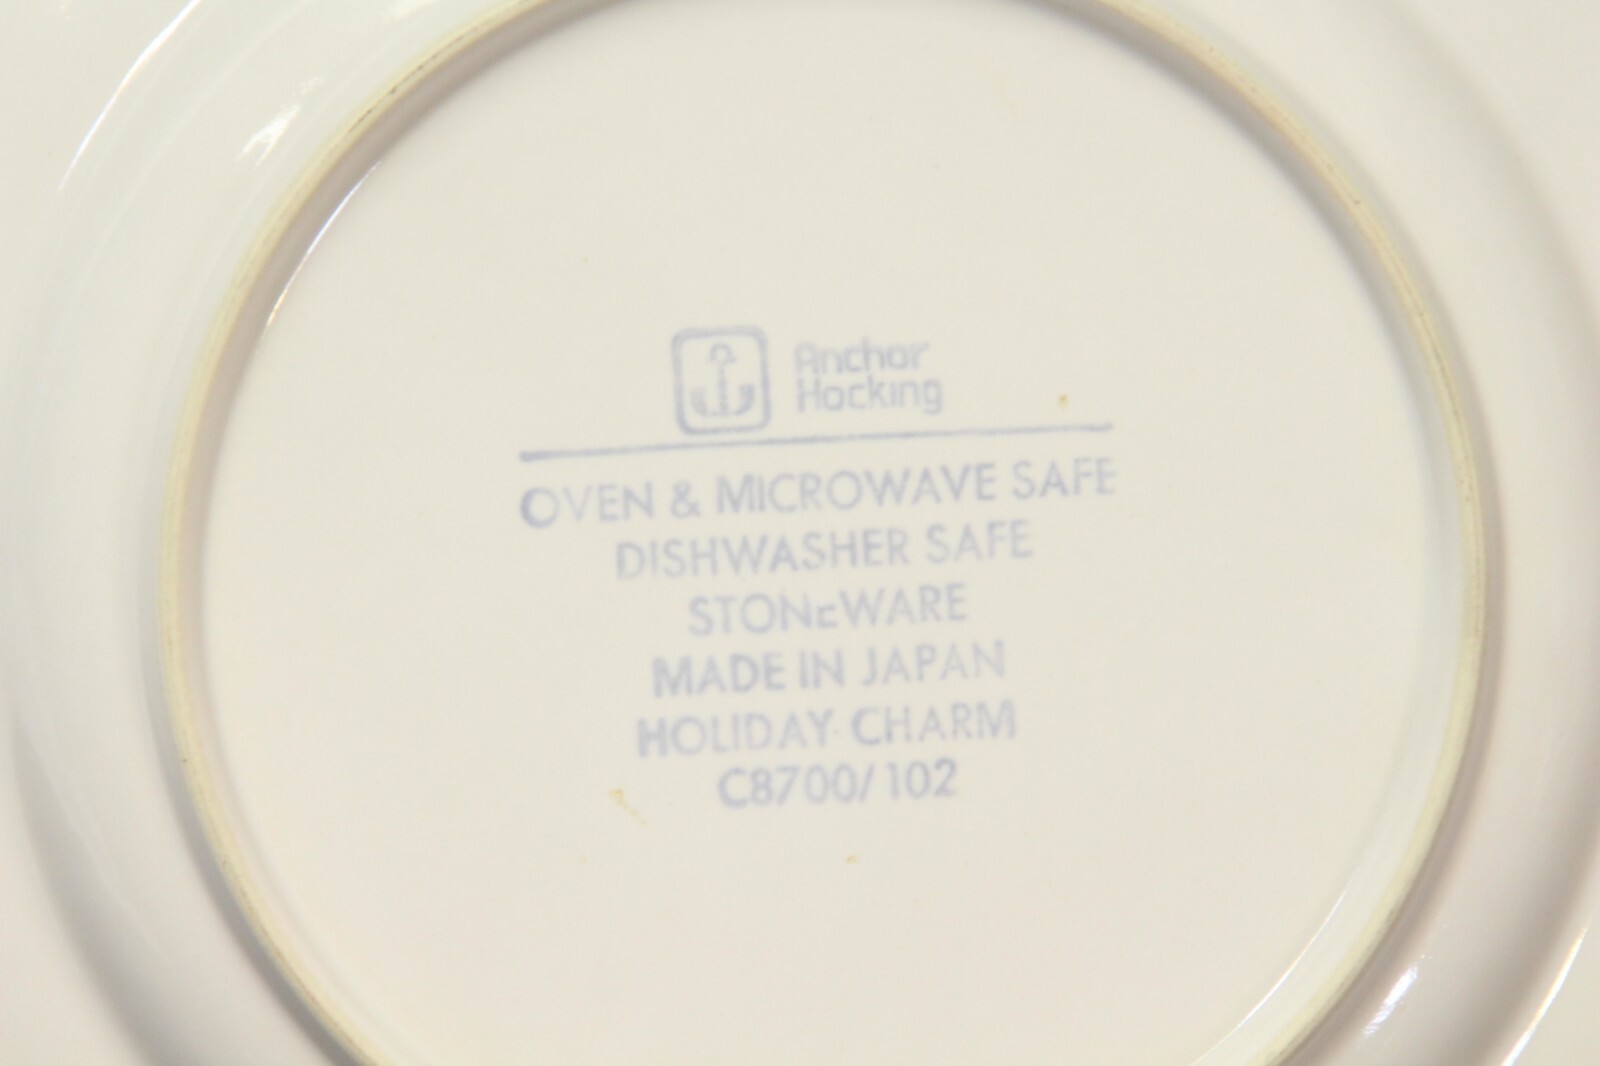 Anchor
Hocking
OVEN & MICROWAVE SAFE
DISHWASHER SAFE
STONEWARE
MADE IN JAPAN
HOLIDAY CHARM
C8700/102